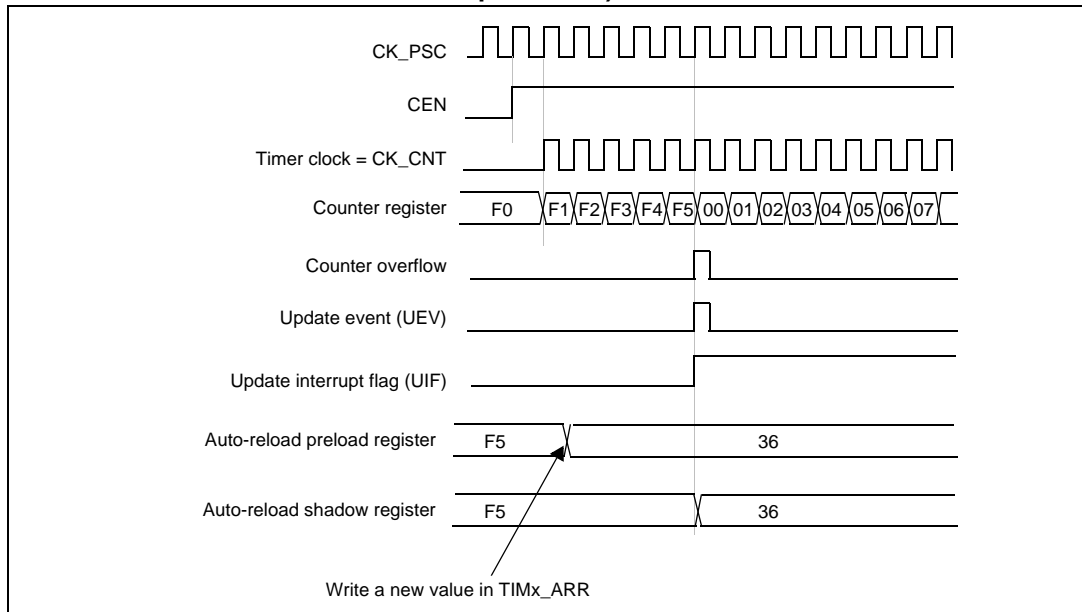 CK_PSC
CEN
Timer clock = CK_CNT
Counter register F0 F1 F2 F3 F4 F5 00 01 02 03 04 05 06 07
Counter overflow
Update event (UEV)
Update interrupt flag (UIF)
Auto-reload preload register F5 36
Auto-reload shadow register F5 36
Write a new value in TIMx_ARR